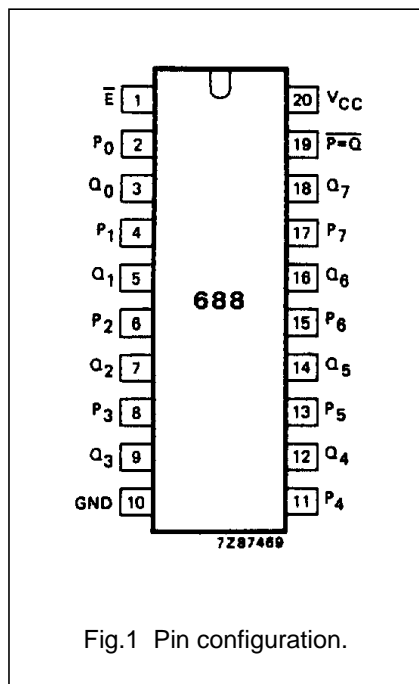 E̅ 1 20 VCC
P0 2 19 P=Q̅
Q0 3 18 Q7
P1 4 17 P7
Q1 5 16 Q6
P2 6 688 15 P6
Q2 7 14 Q5
P3 8 13 P5
Q3 9 12 Q4
GND 10 11 P4
7Z87469
Fig.1 Pin configuration.